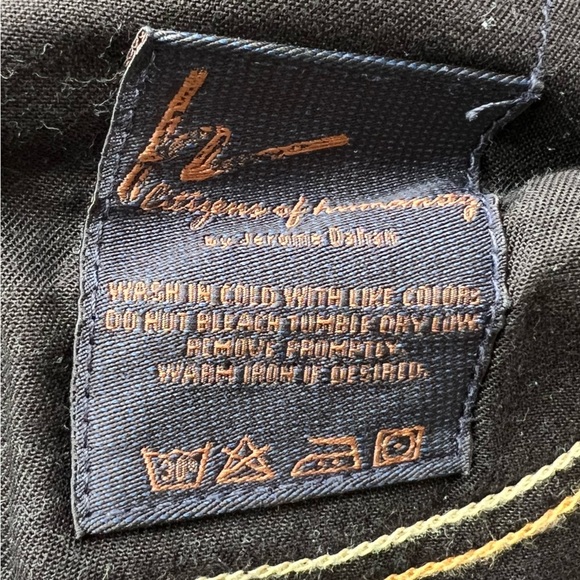 Citizens of humanity
by Jerome Dahan
WASH IN COLD WITH LIKE COLORS
DO NOT BLEACH TUMBLE DRY LOW
REMOVE PROMPTLY
WARM IRON IF DESIRED.
30°